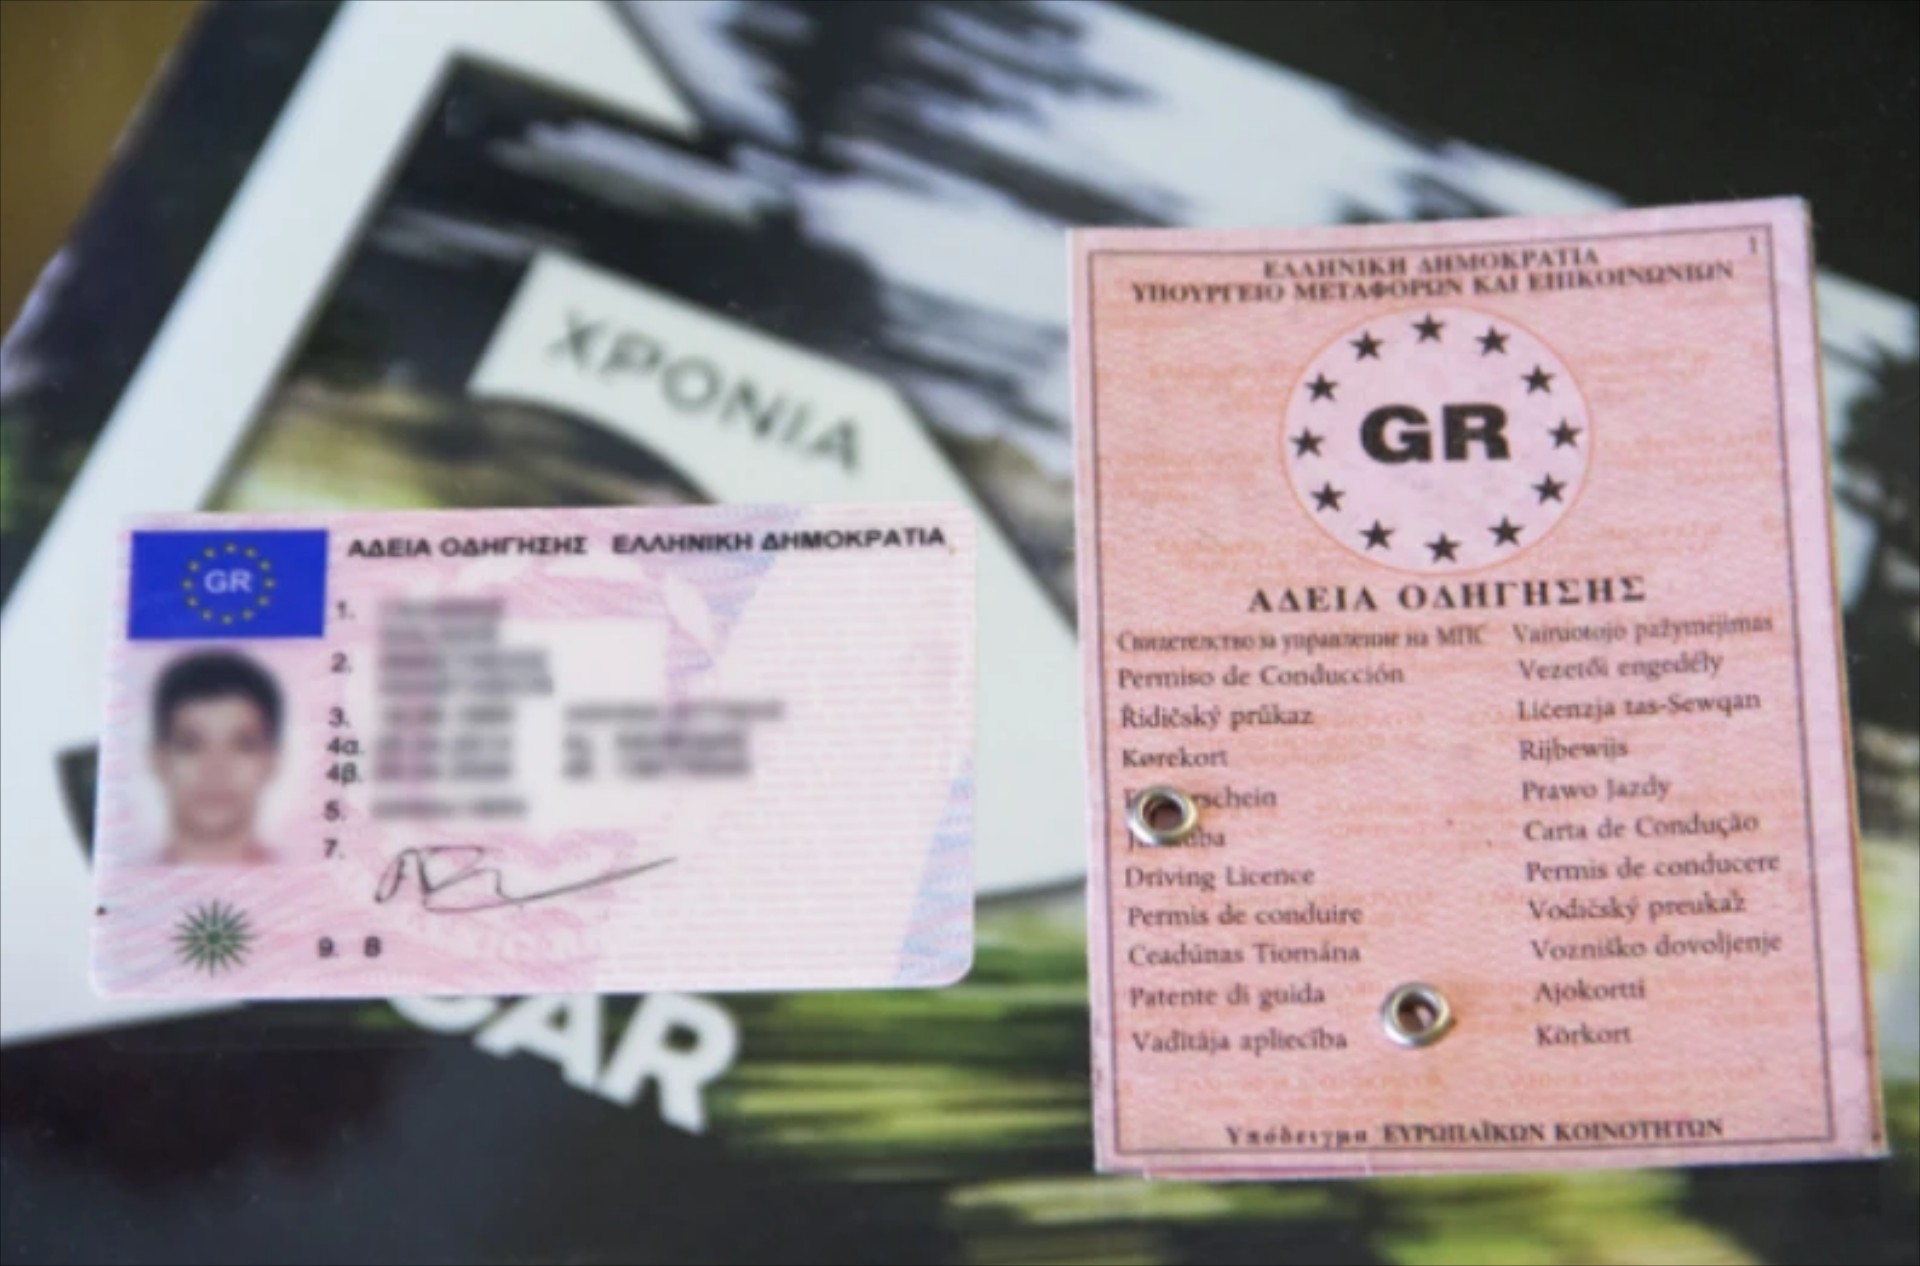 ΧΡΟΝΙΑ
GR
ΑΔΕΙΑ ΟΔΗΓΗΣΗΣ ΕΛΛΗΝΙΚΗ ΔΗΜΟΚΡΑΤΙΑ
1.
2.
3.
4α.
4β.
5.
7.
9. B
CAR
1
ΕΛΛΗΝΙΚΗ ΔΗΜΟΚΡΑΤΙΑ
ΥΠΟΥΡΓΕΙΟ ΜΕΤΑΦΟΡΩΝ ΚΑΙ ΕΠΙΚΟΙΝΩΝΙΩΝ
GR
ΑΔΕΙΑ ΟΔΗΓΗΣΗΣ
Свидетелство за управление на МПС
Permiso de Conducción
Řidičský průkaz
Kørekort
Driving Licence
Permis de conduire
Ceadúnas Tiomána
Patente di guida
Vadītāja apliecība
Vairuotojo pažymėjimas
Vezetői engedély
Liċenzja tas-Sewqan
Rijbewijs
Prawo Jazdy
Carta de Condução
Permis de conducere
Vodičský preukaz
Vozniško dovoljenje
Ajokortti
Körkort
Υπόδειγμα ΕΥΡΩΠΑΪΚΩΝ ΚΟΙΝΟΤΗΤΩΝ